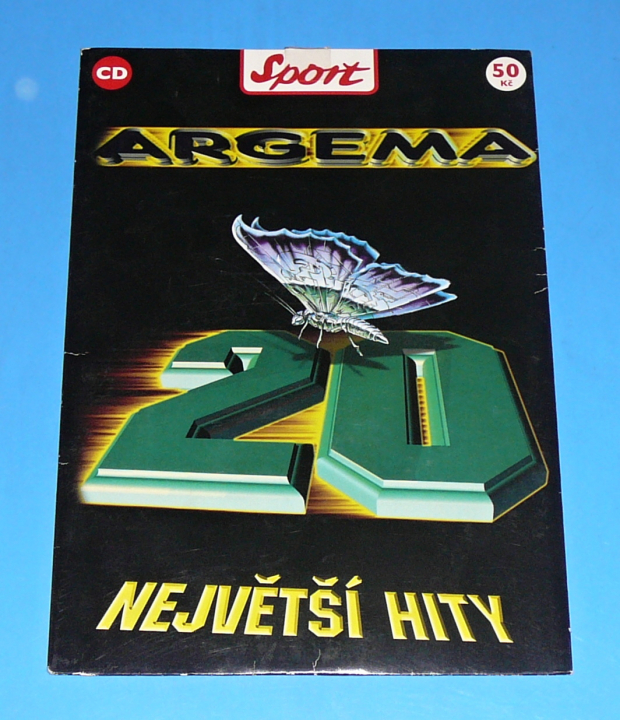 CD
Sport
50
Kč
ARGEMA
20
NEJVĚTŠÍ HITY